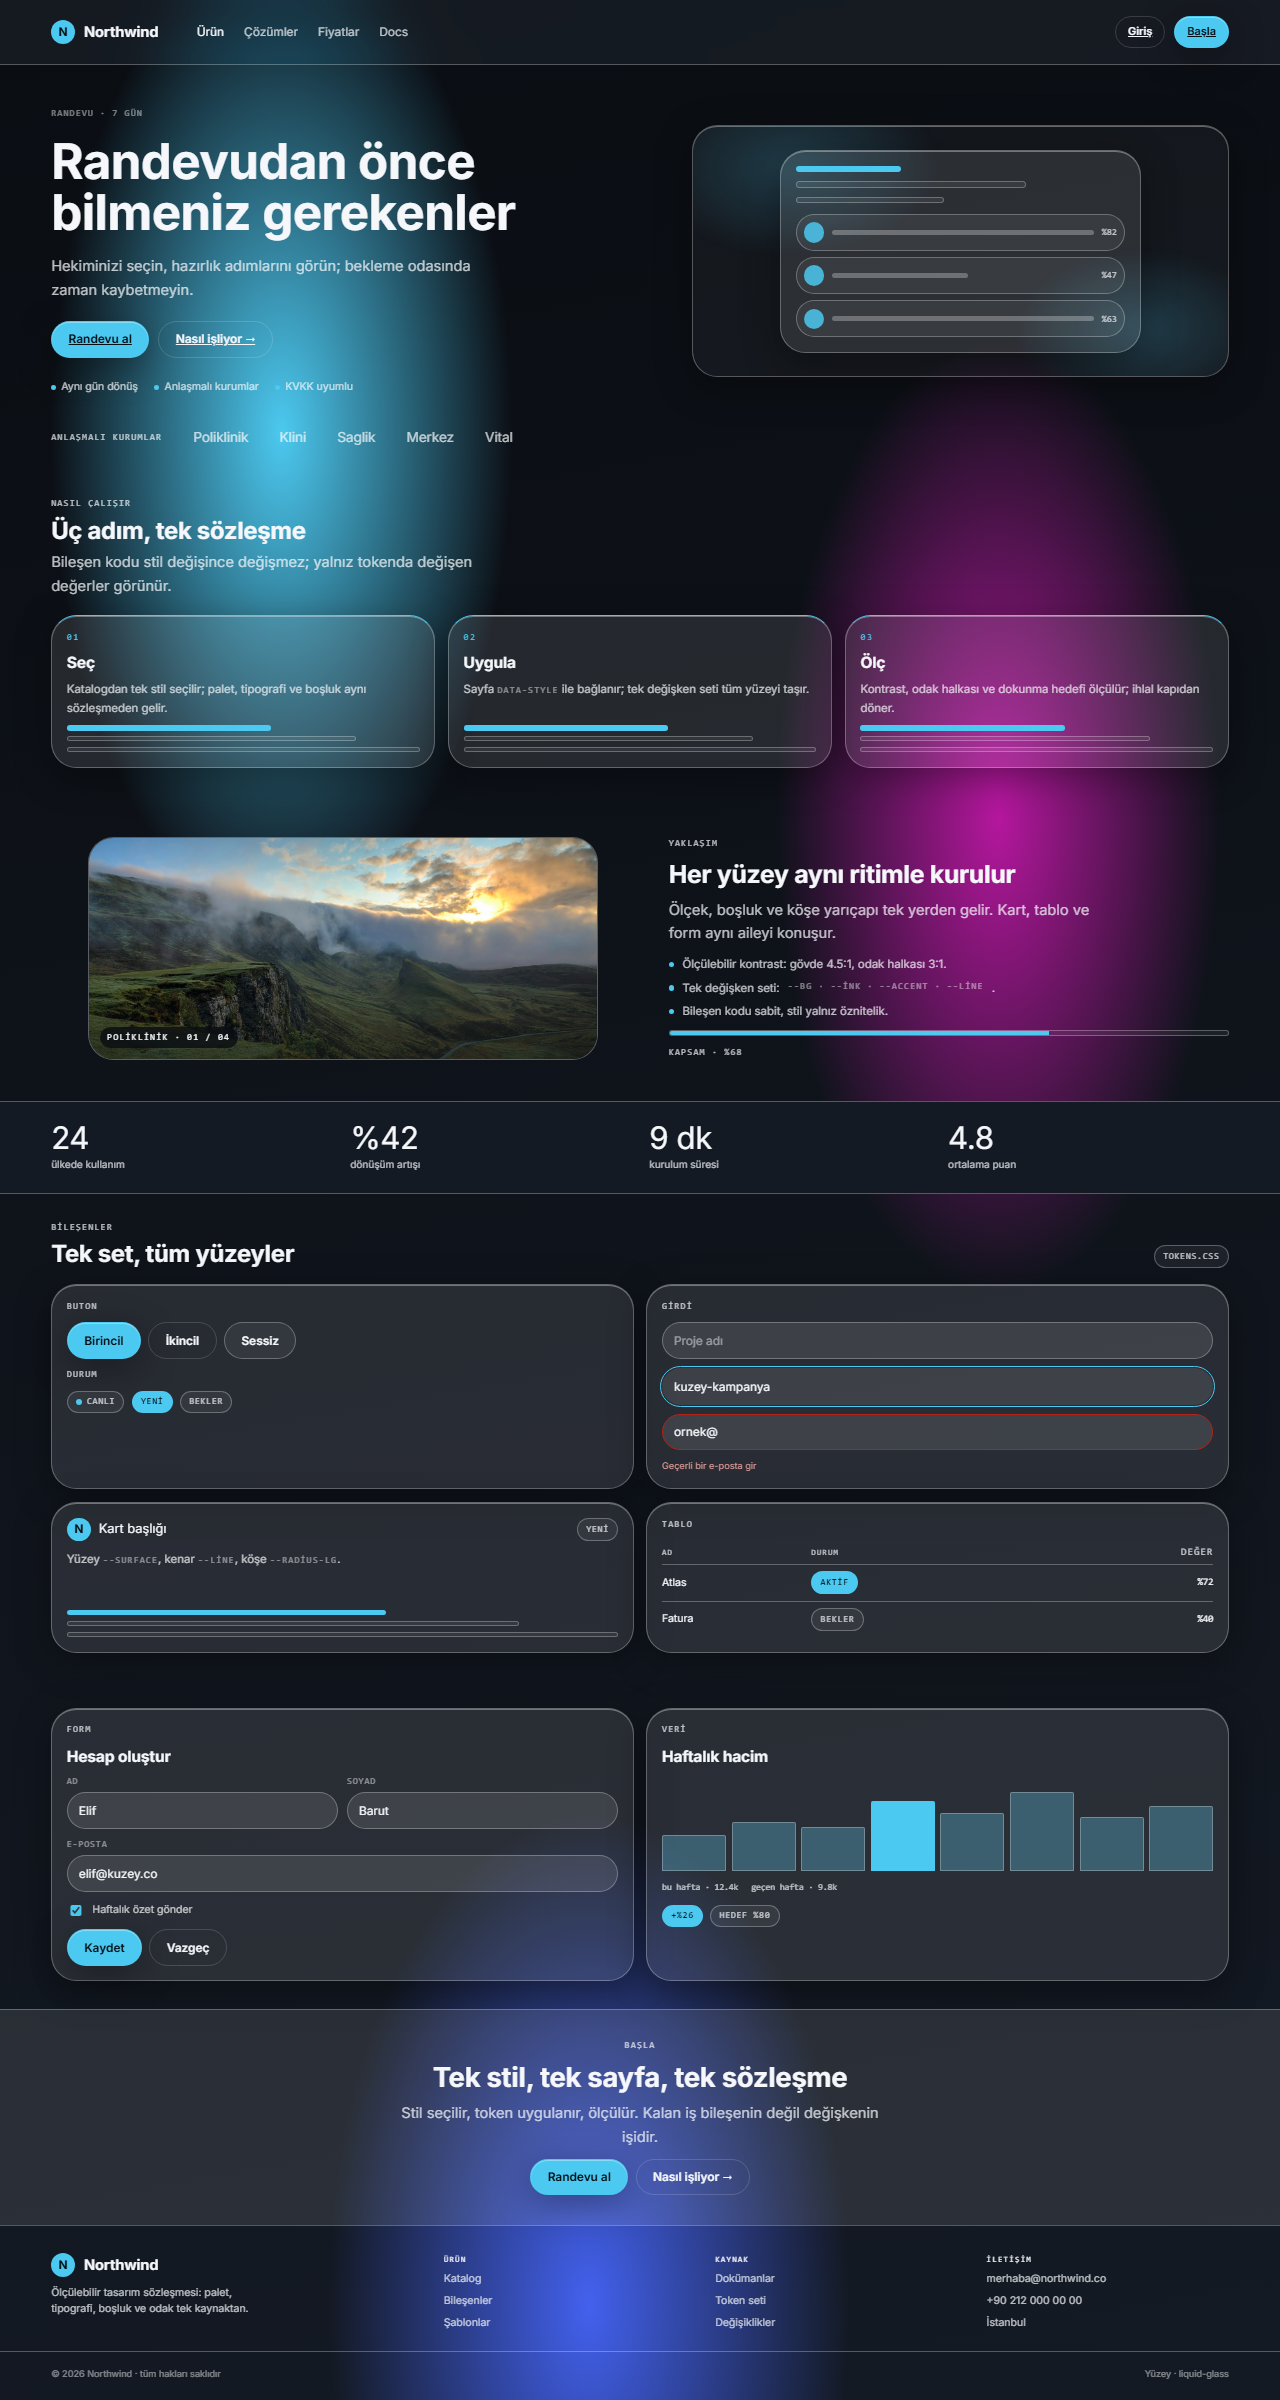 N Northwind Ürün Çözümler Fiyatlar Docs Giriş Başla
RANDEVU · 7 GÜN
Randevudan önce
bilmeniz gerekenler
Hekiminizi seçin, hazırlık adımlarını görün; bekleme odasında
zaman kaybetmeyin.
Randevu al Nasıl işliyor →
Aynı gün dönüş Anlaşmalı kurumlar KVKK uyumlu
%82
%47
%63
ANLAŞMALI KURUMLAR Poliklinik Klini Saglik Merkez Vital
NASIL ÇALIŞIR
Üç adım, tek sözleşme
Bileşen kodu stil değişince değişmez; yalnız tokenda değişen
değerler görünür.
01
Seç
Katalogdan tek stil seçilir; palet, tipografi ve boşluk aynı
sözleşmeden gelir.
02
Uygula
Sayfa DATA-STYLE ile bağlanır; tek değişken seti tüm yüzeyi taşır.
03
Ölç
Kontrast, odak halkası ve dokunma hedefi ölçülür; ihlal kapıdan
döner.
POLİKLİNİK · 01 / 04
YAKLAŞIM
Her yüzey aynı ritimle kurulur
Ölçek, boşluk ve köşe yarıçapı tek yerden gelir. Kart, tablo ve
form aynı aileyi konuşur.
Ölçülebilir kontrast: gövde 4.5:1, odak halkası 3:1.
Tek değişken seti: --BG · --İNK · --ACCENT · --LİNE .
Bileşen kodu sabit, stil yalnız öznitelik.
KAPSAM · %68
24
ülkede kullanım
%42
dönüşüm artışı
9 dk
kurulum süresi
4.8
ortalama puan
BİLEŞENLER
Tek set, tüm yüzeyler
TOKENS.CSS
BUTON
Birincil İkincil Sessiz
DURUM
CANLI YENİ BEKLER
GİRDİ
Proje adı
kuzey-kampanya
ornek@
Geçerli bir e-posta gir
N Kart başlığı YENİ
Yüzey --SURFACE, kenar --LİNE, köşe --RADİUS-LG.
TABLO
AD DURUM DEĞER
Atlas AKTİF %72
Fatura BEKLER %40
FORM
Hesap oluştur
AD SOYAD
Elif Barut
E-POSTA
elif@kuzey.co
Haftalık özet gönder
Kaydet Vazgeç
VERİ
Haftalık hacim
bu hafta · 12.4k geçen hafta · 9.8k
+%26 HEDEF %80
BAŞLA
Tek stil, tek sayfa, tek sözleşme
Stil seçilir, token uygulanır, ölçülür. Kalan iş bileşenin değil değişkenin
işidir.
Randevu al Nasıl işliyor →
N Northwind
Ölçülebilir tasarım sözleşmesi: palet,
tipografi, boşluk ve odak tek kaynaktan.
ÜRÜN
Katalog
Bileşenler
Şablonlar
KAYNAK
Dokümanlar
Token seti
Değişiklikler
İLETİŞİM
merhaba@northwind.co
+90 212 000 00 00
İstanbul
© 2026 Northwind · tüm hakları saklıdır
Yüzey · liquid-glass